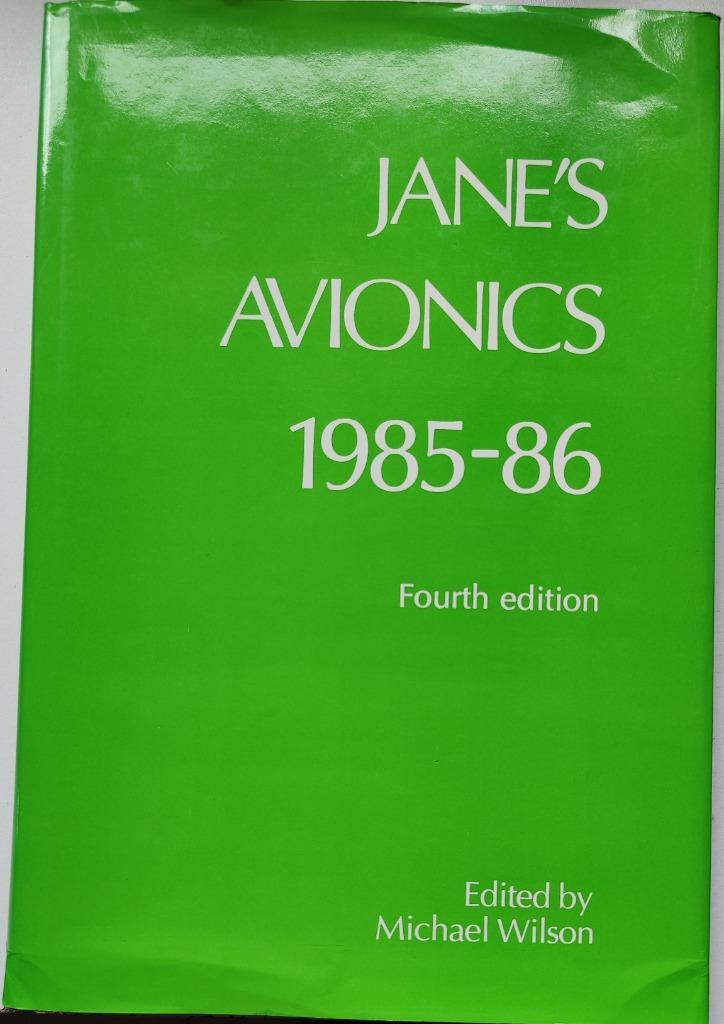 JANE'S
AVIONICS
1985-86
Fourth edition
Edited by
Michael Wilson